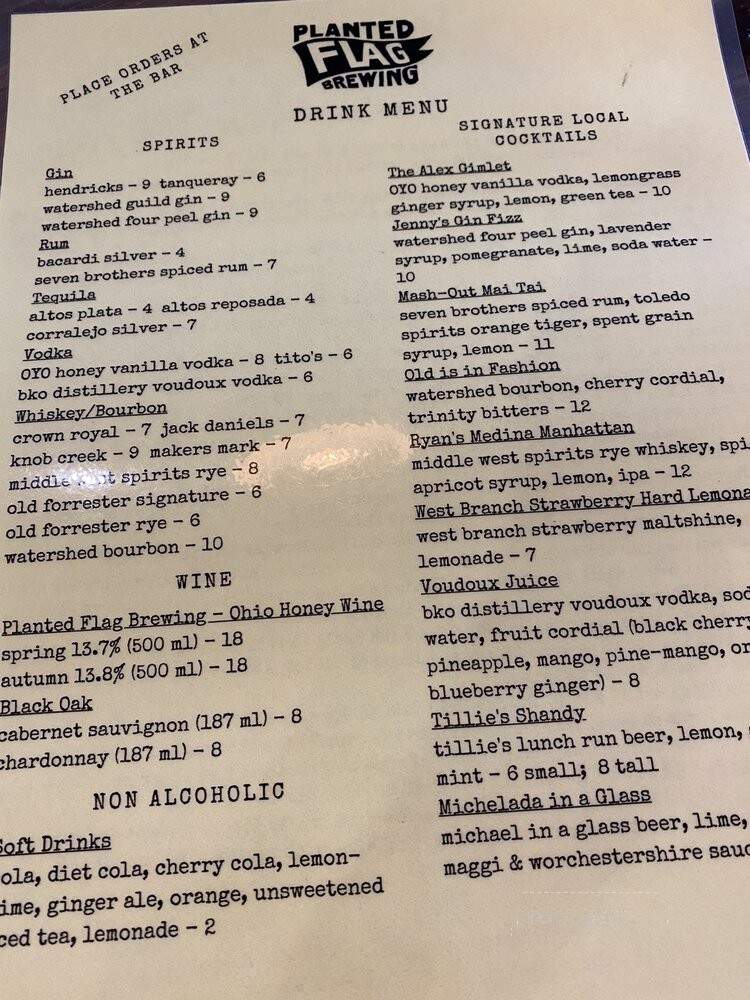 PLACE ORDERS AT
THE BAR
PLANTED
FLAG
BREWING
DRINK MENU
SPIRITS
Gin
hendricks – 9 tanqueray – 6
watershed guild gin – 9
watershed four peel gin – 9
Rum
bacardi silver – 4
seven brothers spiced rum – 7
Tequila
altos plata – 4 altos reposada – 4
corralejo silver – 7
Vodka
OYO honey vanilla vodka – 8 tito's – 6
bko distillery voudoux vodka – 6
Whiskey/Bourbon
crown royal – 7 jack daniels – 7
knob creek – 9 makers mark – 7
middle spirits rye – 8
old forrester signature – 6
old forrester rye – 6
watershed bourbon – 10
WINE
Planted Flag Brewing – Ohio Honey Wine
spring 13.7% (500 ml) – 18
autumn 13.8% (500 ml) – 18
Black Oak
cabernet sauvignon (187 ml) – 8
chardonnay (187 ml) – 8
NON ALCOHOLIC
Soft Drinks
ola, diet cola, cherry cola, lemon-
ime, ginger ale, orange, unsweetened
ced tea, lemonade – 2
SIGNATURE LOCAL
COCKTAILS
The Alex Gimlet
OYO honey vanilla vodka, lemongrass
ginger syrup, lemon, green tea – 10
Jenny's Gin Fizz
watershed four peel gin, lavender
syrup, pomegranate, lime, soda water –
10
Mash-Out Mai Tai
seven brothers spiced rum, toledo
spirits orange tiger, spent grain
syrup, lemon – 11
Old is in Fashion
watershed bourbon, cherry cordial,
trinity bitters – 12
Ryan's Medina Manhattan
middle west spirits rye whiskey, spi
apricot syrup, lemon, ipa – 12
West Branch Strawberry Hard Lemona
west branch strawberry maltshine,
lemonade – 7
Voudoux Juice
bko distillery voudoux vodka, sod
water, fruit cordial (black cherry
pineapple, mango, pine-mango, or
blueberry ginger) – 8
Tillie's Shandy
tillie's lunch run beer, lemon,
mint – 6 small; 8 tall
Michelada in a Glass
michael in a glass beer, lime,
maggi & worchestershire sauc